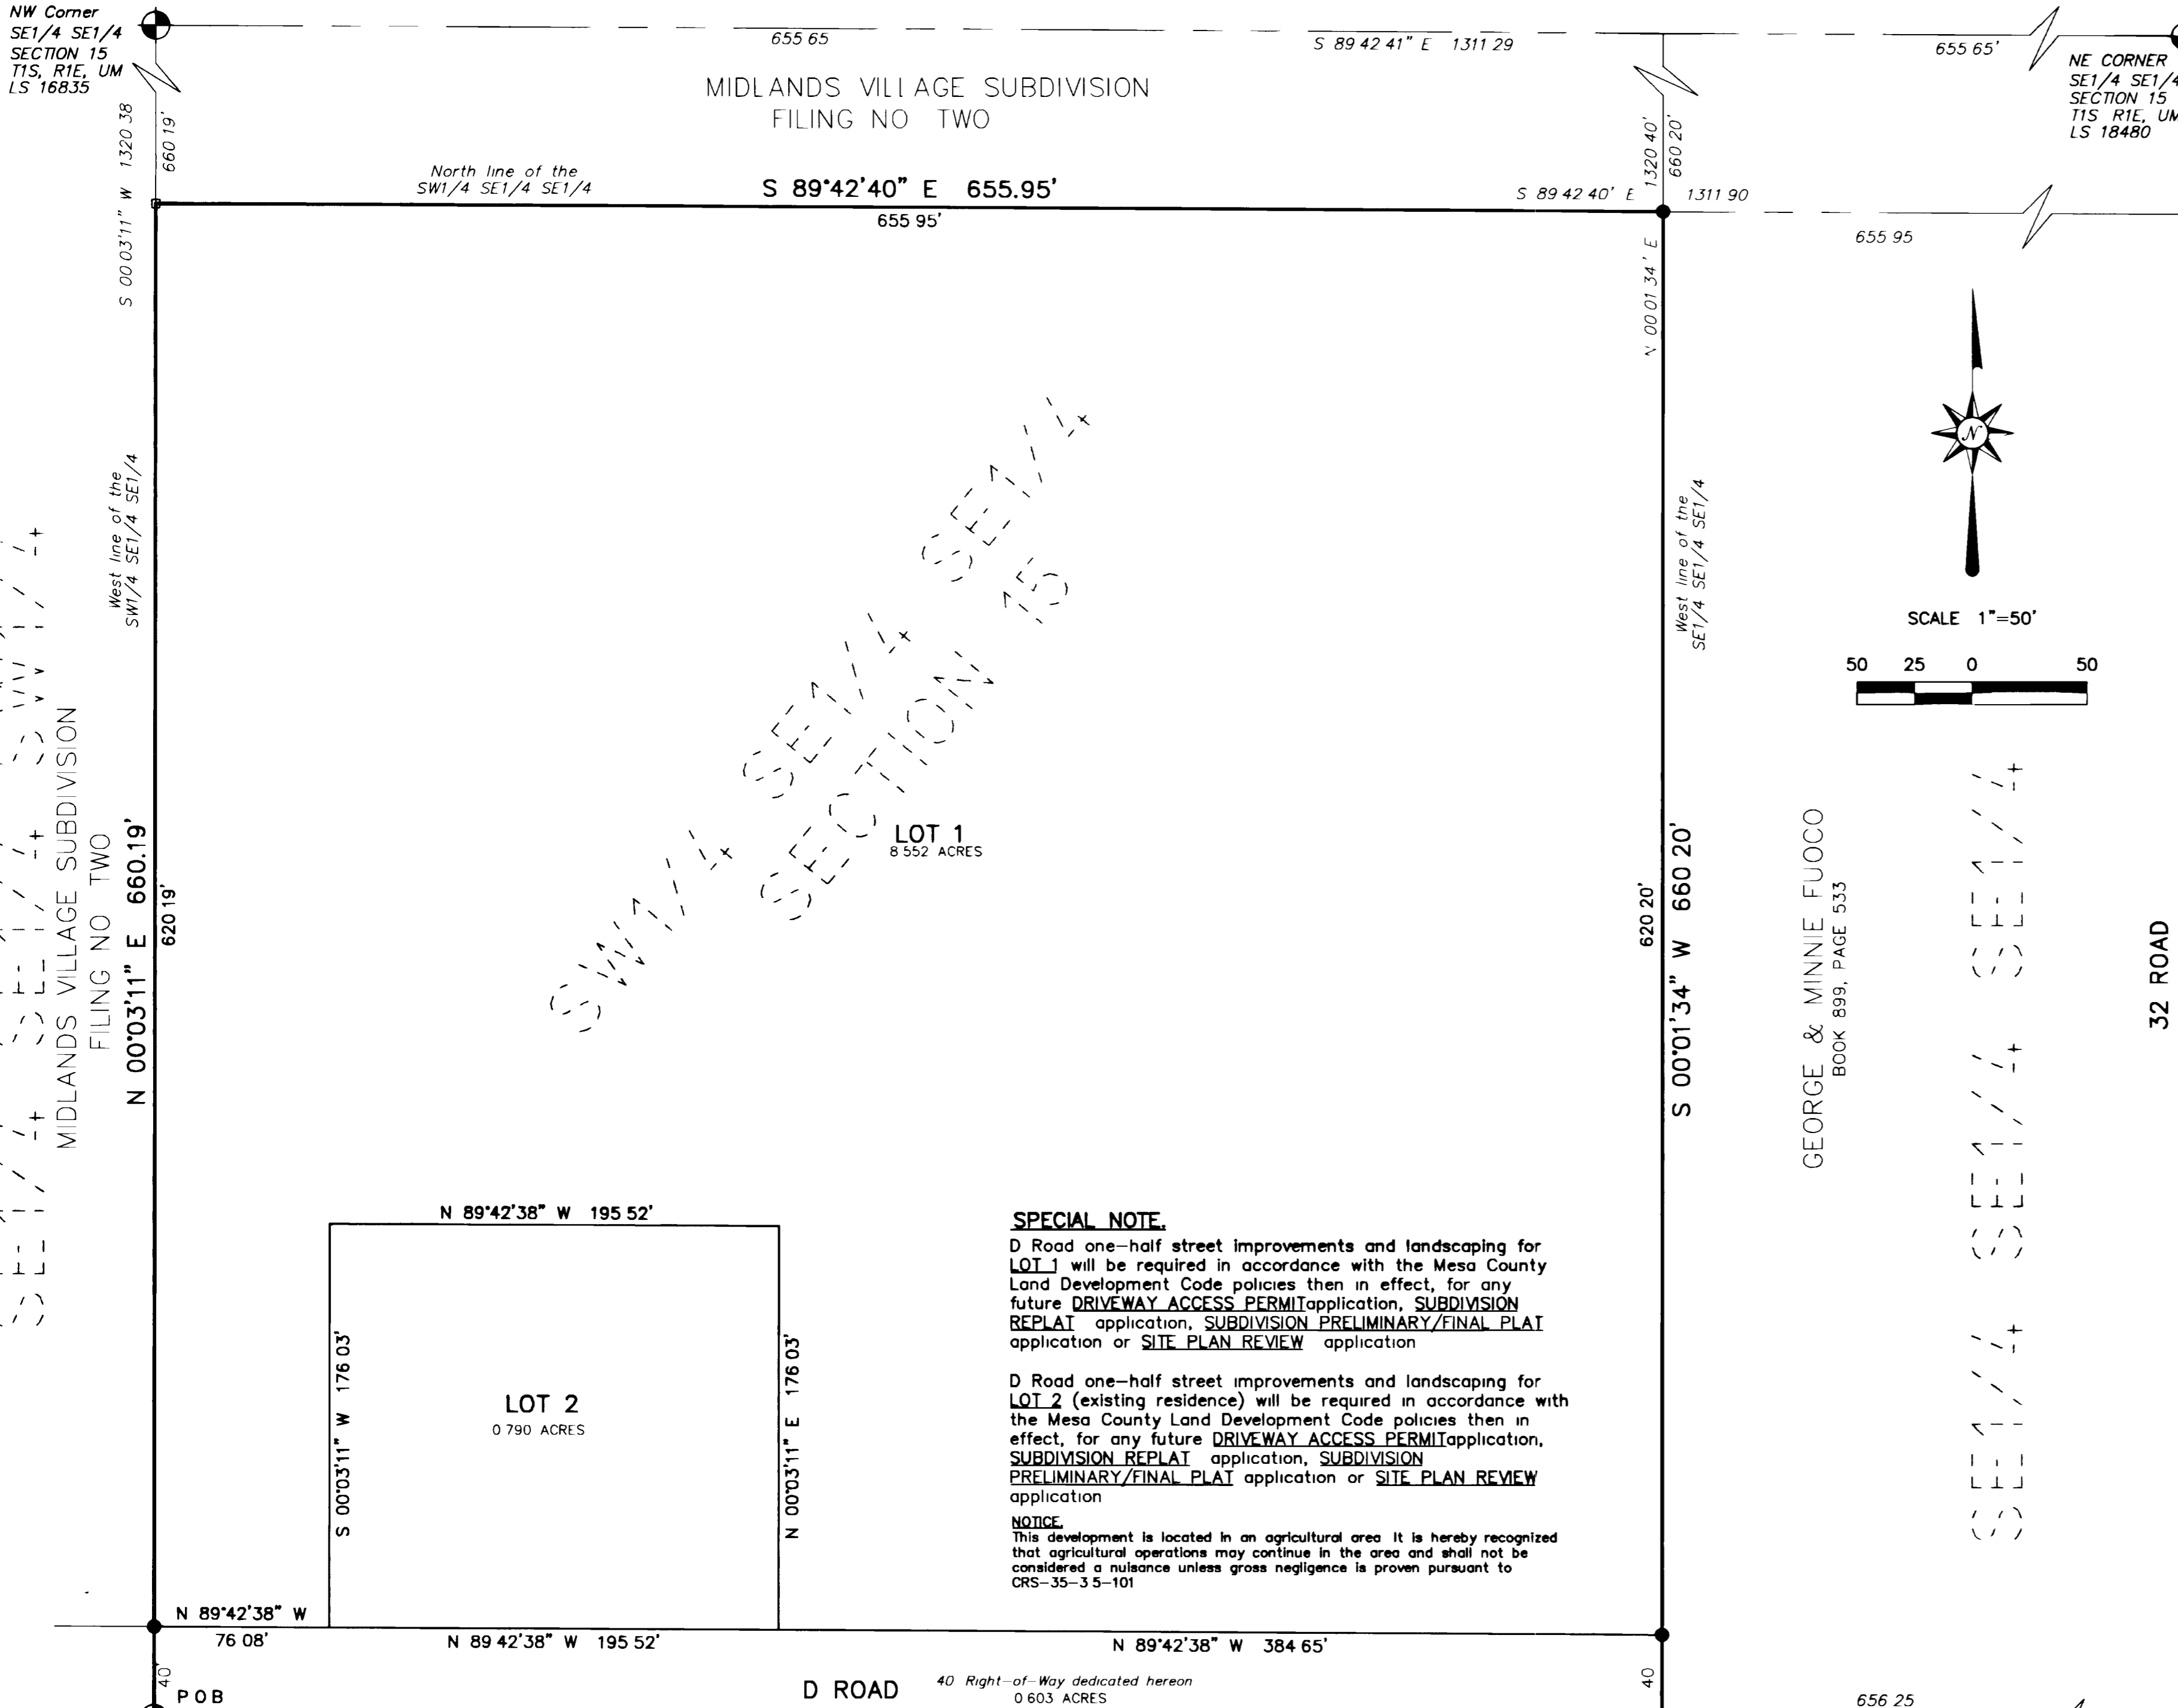 NW Corner
SE1/4 SE1/4
SECTION 15
T1S, R1E, UM
LS 16835
655 65
S 89 42 41" E 1311 29
655 65'
NE CORNER
SE1/4 SE1/4
SECTION 15
T1S R1E, UM
LS 18480
MIDLANDS VILLAGE SUBDIVISION
FILING NO TWO
S 00 03'11" W 1320 38
660 19'
1320 40'
660 20'
North line of the
SW1/4 SE1/4 SE1/4
S 89°42'40" E 655.95'
S 89 42 40' E 1311 90
655 95'
655 95
N 00 01 34' E
West line of the
SW1/4 SE1/4 SE1/4
West line of the
SE1/4 SE1/4 SE1/4
N
SCALE 1"=50'
50 25 0 50
SW1/4 SE1/4 SE1/4
SECTION 15
LOT 1
8 552 ACRES
SE1/4 SE1/4 SW1/4
MIDLANDS VILLAGE SUBDIVISION
FILING NO TWO
N 00°03'11" E 660.19'
620 19'
620 20'
S 00°01'34" W 660 20'
GEORGE & MINNIE FUOCO
BOOK 899, PAGE 533
SE1/4 SE1/4 SE1/4
32 ROAD
N 89°42'38" W 195 52'
S 00°03'11" W 176 03'
LOT 2
0 790 ACRES
N 00°03'11" E 176 03'
SPECIAL NOTE.
D Road one-half street improvements and landscaping for
LOT 1 will be required in accordance with the Mesa County
Land Development Code policies then in effect, for any
future DRIVEWAY ACCESS PERMITapplication, SUBDIVISION
REPLAT application, SUBDIVISION PRELIMINARY/FINAL PLAT
application or SITE PLAN REVIEW application
D Road one-half street improvements and landscaping for
LOT 2 (existing residence) will be required in accordance with
the Mesa County Land Development Code policies then in
effect, for any future DRIVEWAY ACCESS PERMITapplication,
SUBDIVISION REPLAT application, SUBDIVISION
PRELIMINARY/FINAL PLAT application or SITE PLAN REVIEW
application
NOTICE.
This development is located in an agricultural area It is hereby recognized
that agricultural operations may continue in the area and shall not be
considered a nuisance unless gross negligence is proven pursuant to
CRS-35-3 5-101
N 89°42'38" W
76 08'
N 89 42'38" W 195 52'
N 89°42'38" W 384 65'
40'
P O B
D ROAD
40 Right-of-Way dedicated hereon
0 603 ACRES
40
656 25